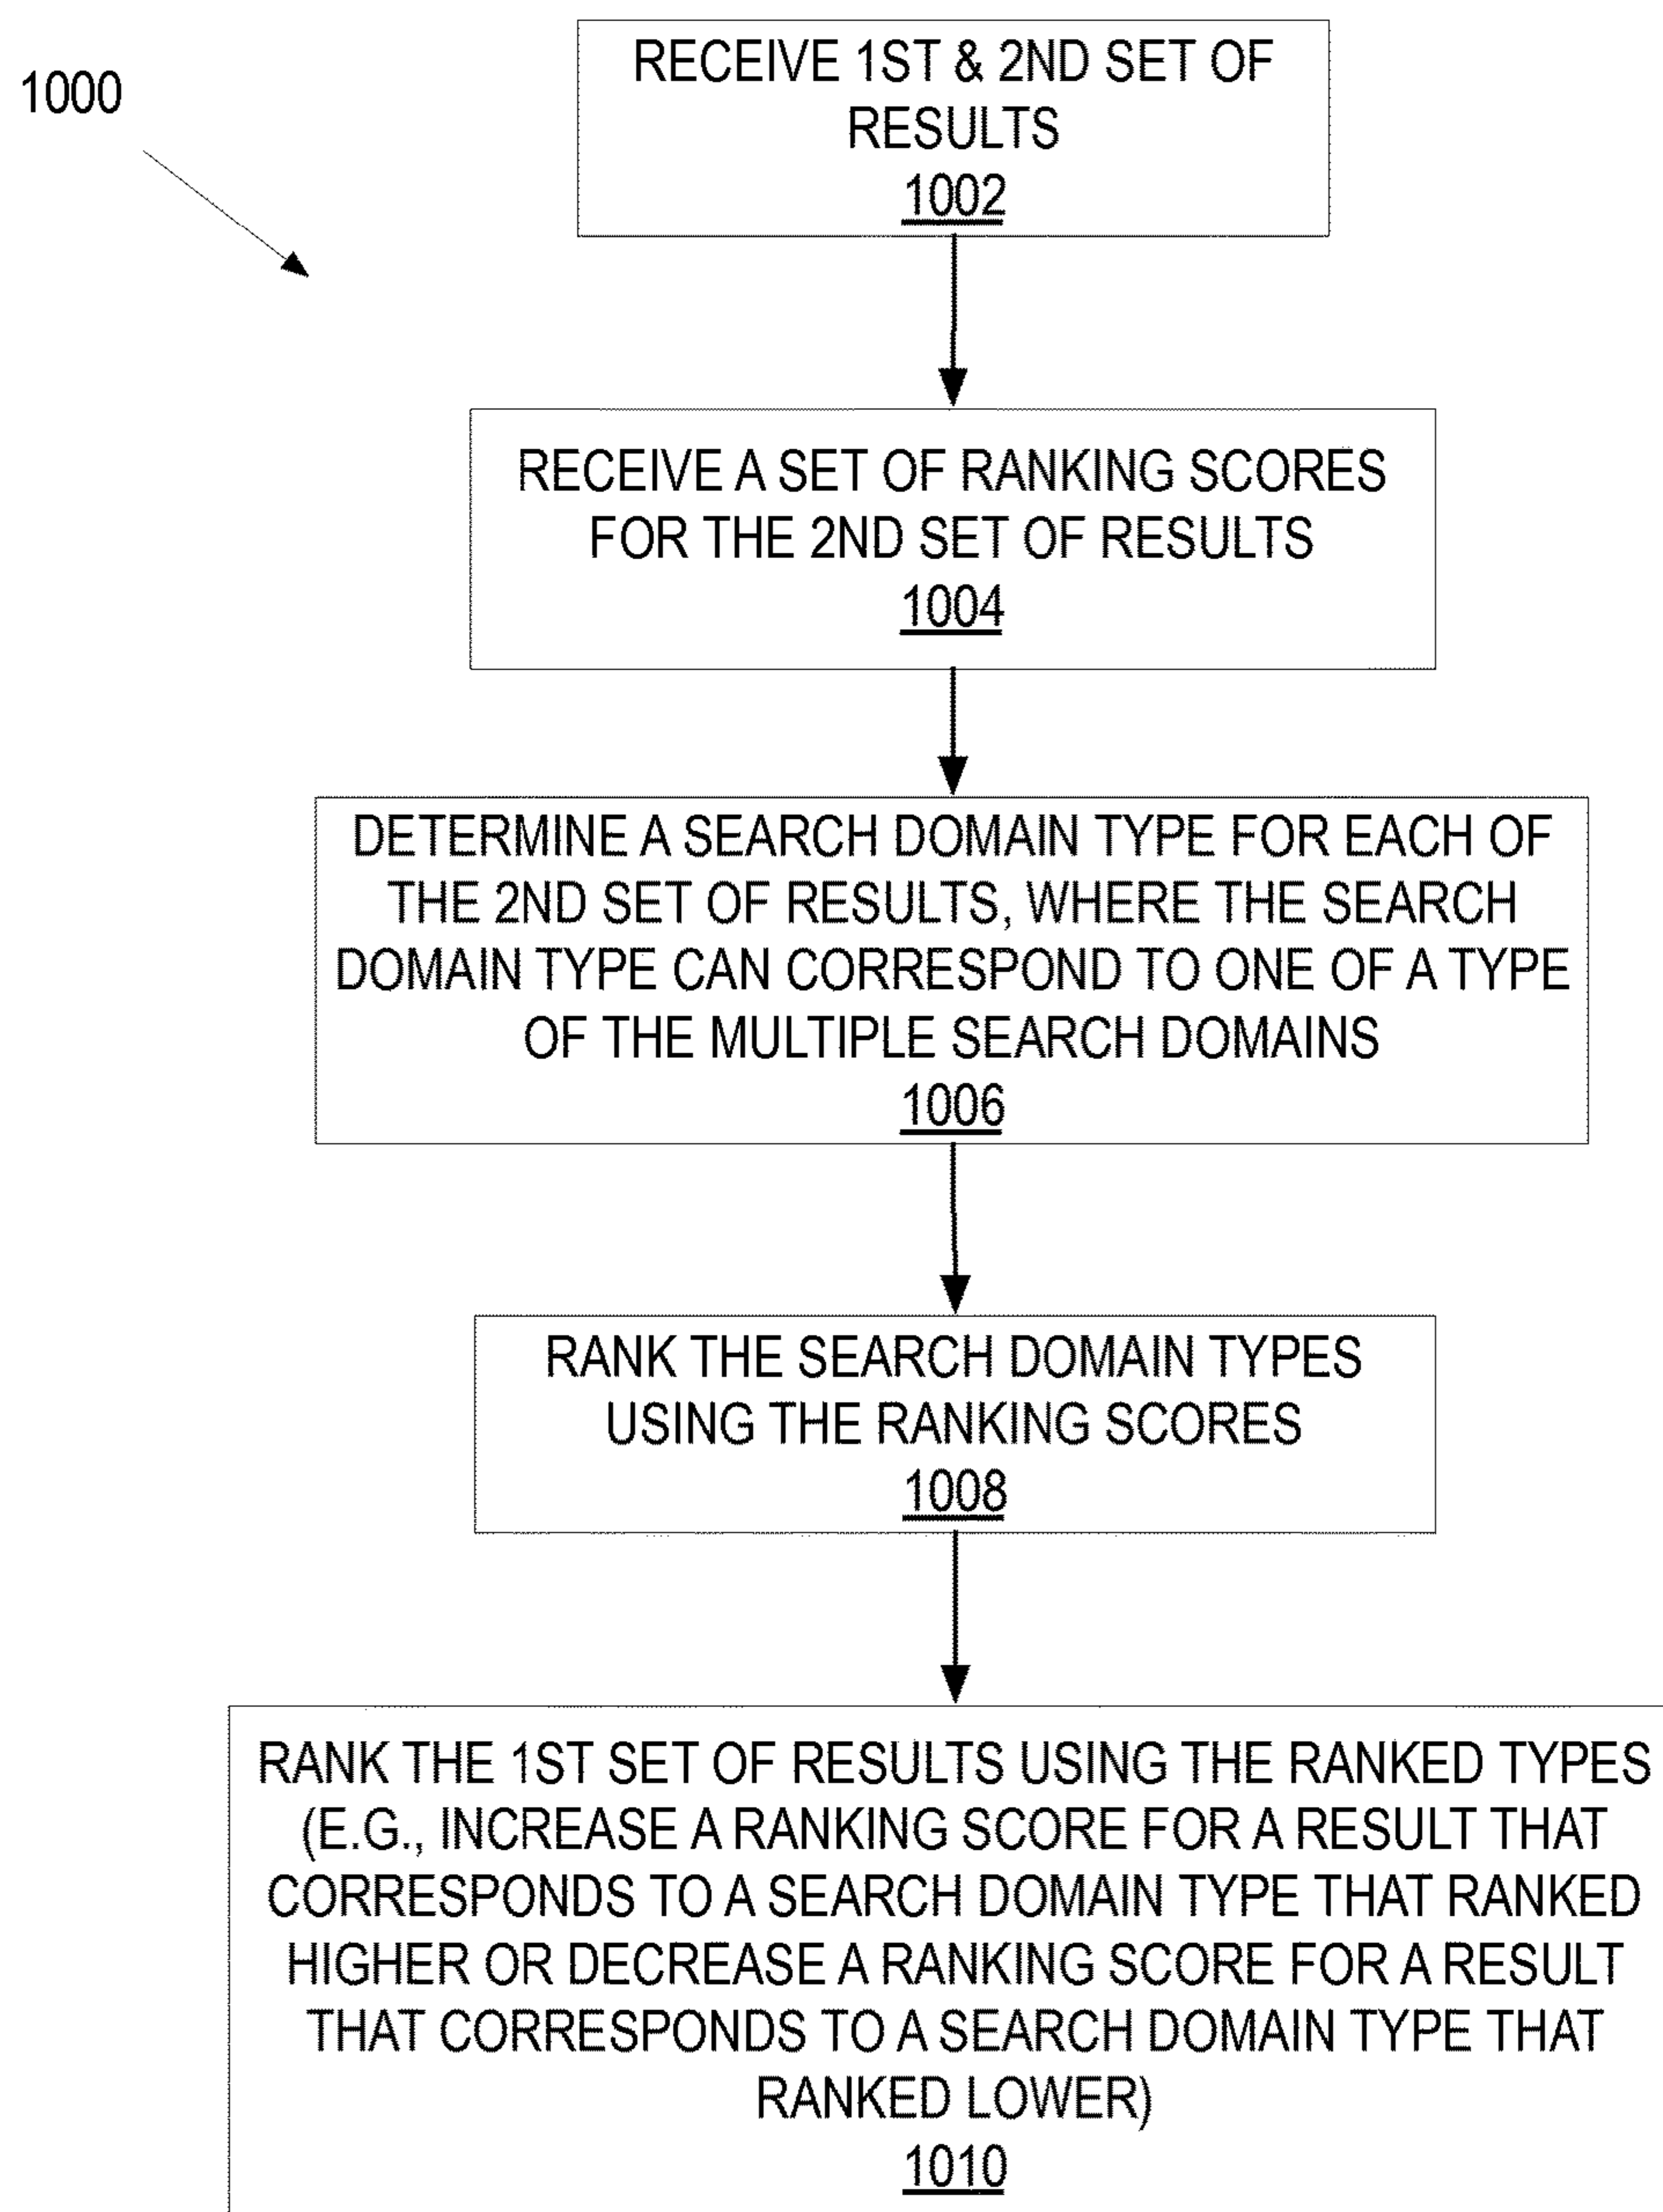 1000
RECEIVE 1ST & 2ND SET OF
RESULTS
1002
RECEIVE A SET OF RANKING SCORES
FOR THE 2ND SET OF RESULTS
1004
DETERMINE A SEARCH DOMAIN TYPE FOR EACH OF
THE 2ND SET OF RESULTS, WHERE THE SEARCH
DOMAIN TYPE CAN CORRESPOND TO ONE OF A TYPE
OF THE MULTIPLE SEARCH DOMAINS
1006
RANK THE SEARCH DOMAIN TYPES
USING THE RANKING SCORES
1008
RANK THE 1ST SET OF RESULTS USING THE RANKED TYPES
(E.G., INCREASE A RANKING SCORE FOR A RESULT THAT
CORRESPONDS TO A SEARCH DOMAIN TYPE THAT RANKED
HIGHER OR DECREASE A RANKING SCORE FOR A RESULT
THAT CORRESPONDS TO A SEARCH DOMAIN TYPE THAT
RANKED LOWER)
1010